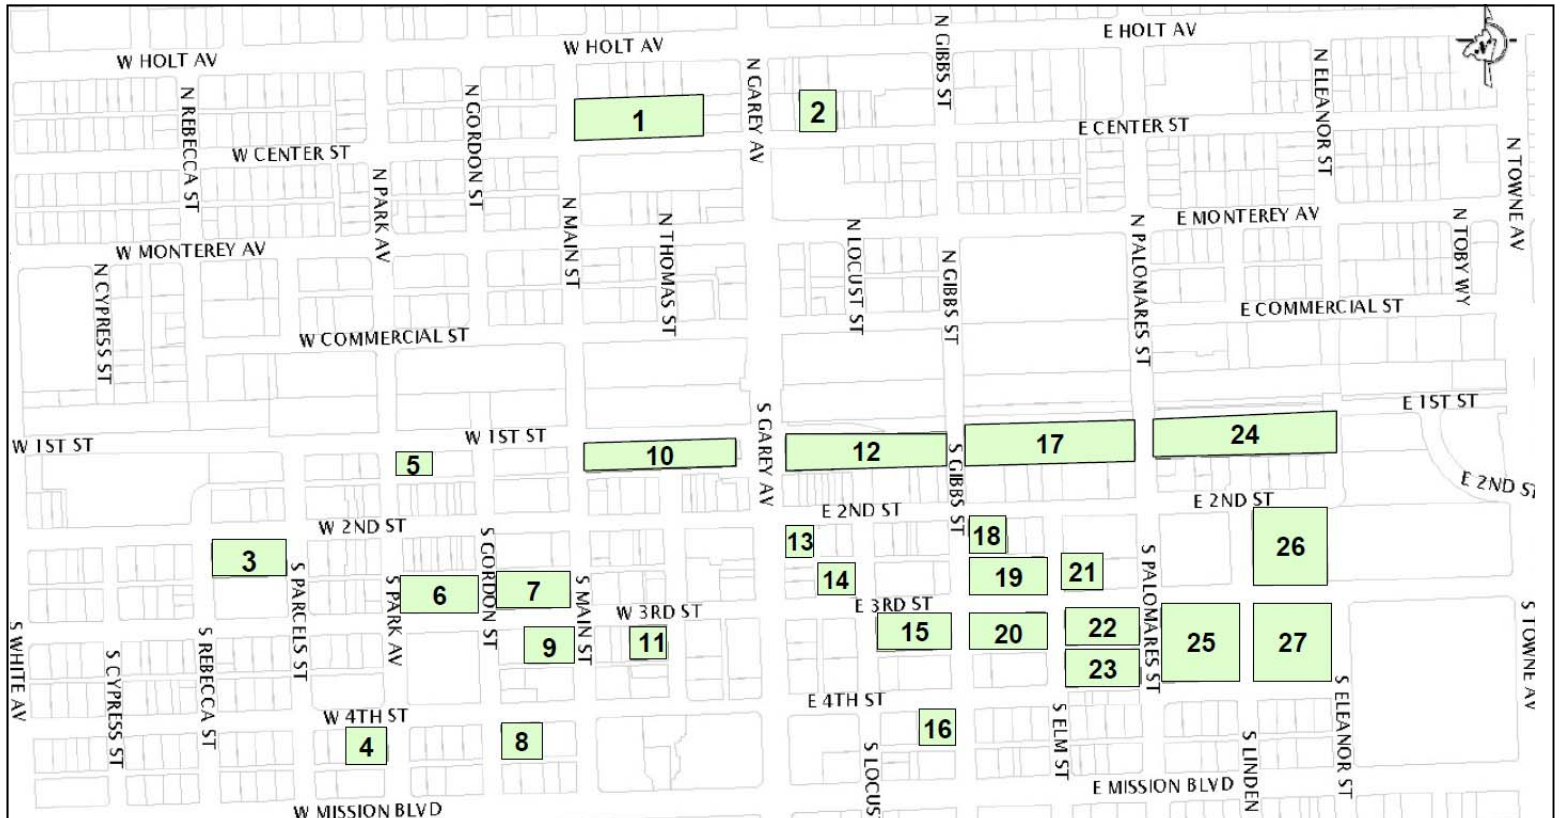 W HOLT AV
W HOLT AV
E HOLT AV
N GIBBS ST
N ELEANOR ST
N GAREY AV
N REBECCA ST
N GORDON ST
1
2
E CENTER ST
W CENTER ST
N TOWNE AV
N PARK AV
N MAIN ST
N THOMAS ST
N LOCUST ST
N PALOMARES ST
E MONTEREY AV
N TOBY WY
W MONTEREY AV
N CYPRESS ST
N GIBBS ST
E COMMERCIAL ST
W COMMERCIAL ST
E 1ST ST
S GAREY AV
W 1ST ST
W 1ST ST
5
10
12
S GIBBS ST
17
24
E 2ND ST
E 2ND ST
E 2ND ST
W 2ND ST
3
S PARCELS ST
S PARK AV
6
S GORDON ST
7
S MAIN ST
13
14
18
19
21
S PALOMARES ST
26
W 3RD ST
E 3RD ST
S WHITE AV
S CYPRESS ST
S REBECCA ST
9
11
15
20
22
23
25
27
S TOWNE AV
S ELEANOR ST
E 4TH ST
W 4TH ST
4
8
16
S LOCUS
S ELM ST
S LINDEN
E MISSION BLVD
W MISSION BLVD